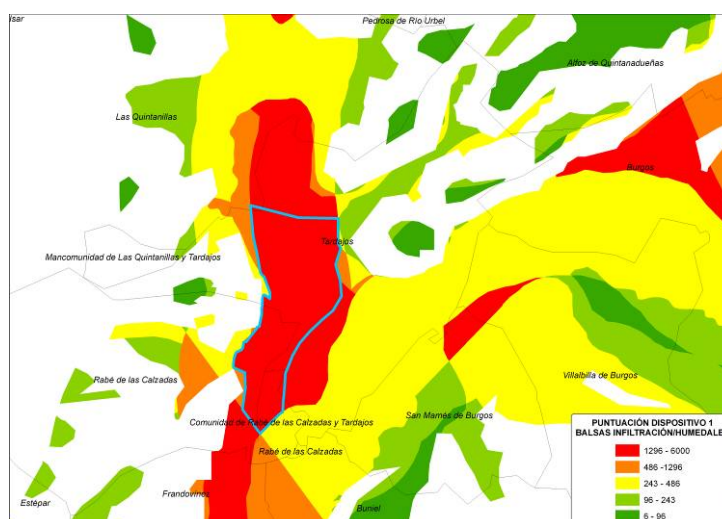 Isar
Pedrosa de Río Urbel
Alfoz de Quintanadueñas
Las Quintanillas
Burgos
Tardajos
Mancomunidad de Las Quintanillas y Tardajos
Rabé de las Calzadas
Villalbilla de Burgos
San Mamés de Burgos
Comunidad de Rabé de las Calzadas y Tardajos
Rabé de las Calzadas
Frandovínez
Estépar
Buniel
PUNTUACIÓN DISPOSITIVO 1
BALSAS INFILTRACIÓN/HUMEDALE
1296 - 6000
486 -1296
243 - 486
96 - 243
6 - 96